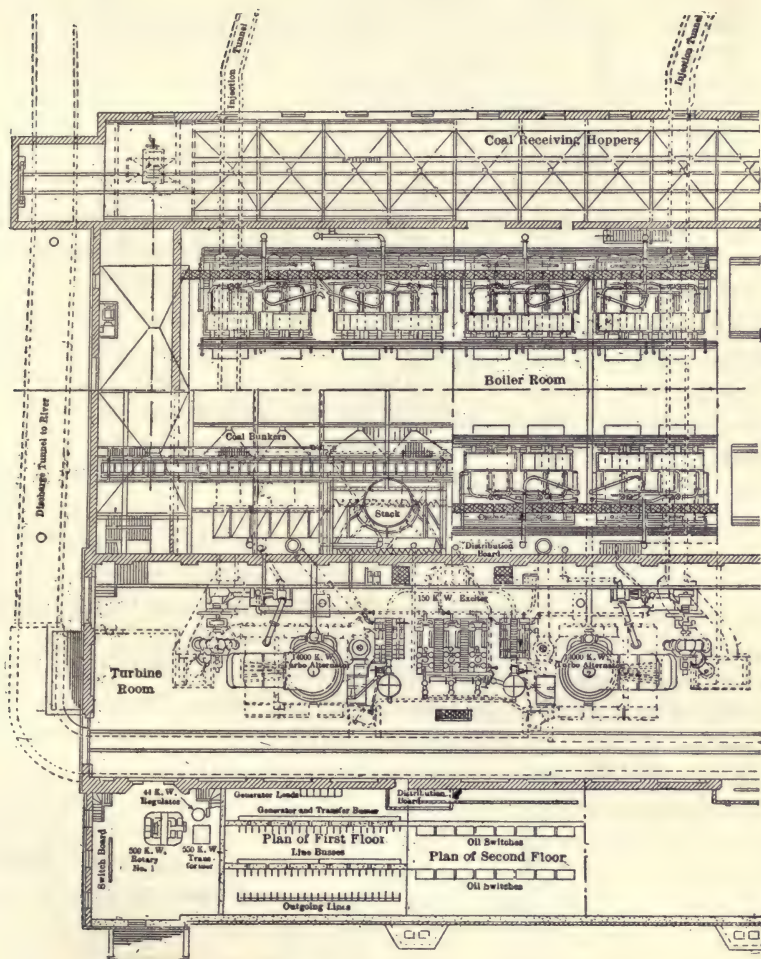 Injection Tunnel
Injection Tunnel
Coal Receiving Hoppers
Boiler Room
Discharge Tunnel to River
Coal Bunkers
Stack
Distribution
Board
150 K. W. Exciter
K. W.
Turbo Alternator
K. W.
Turbo Alternator
Turbine
Room
44 K. W.
Regulator
Switch Board
500 K. W.
Rotary
No. 1
550 K. W.
Trans
former
Generator Leads
Distribution
Board
Generator and Transfer Busses
Plan of First Floor
Line Busses
Outgoing Lines
Oil Switches
Plan of Second Floor
Oil Switches